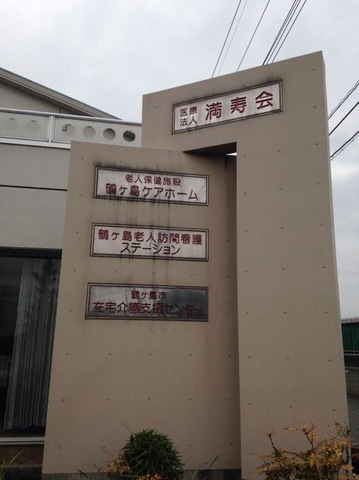 医療
法人 満寿会
老人保健施設
鶴ヶ島ケアホーム
鶴ヶ島老人訪問看護
ステーション
鶴ヶ島市
在宅介護支援センター